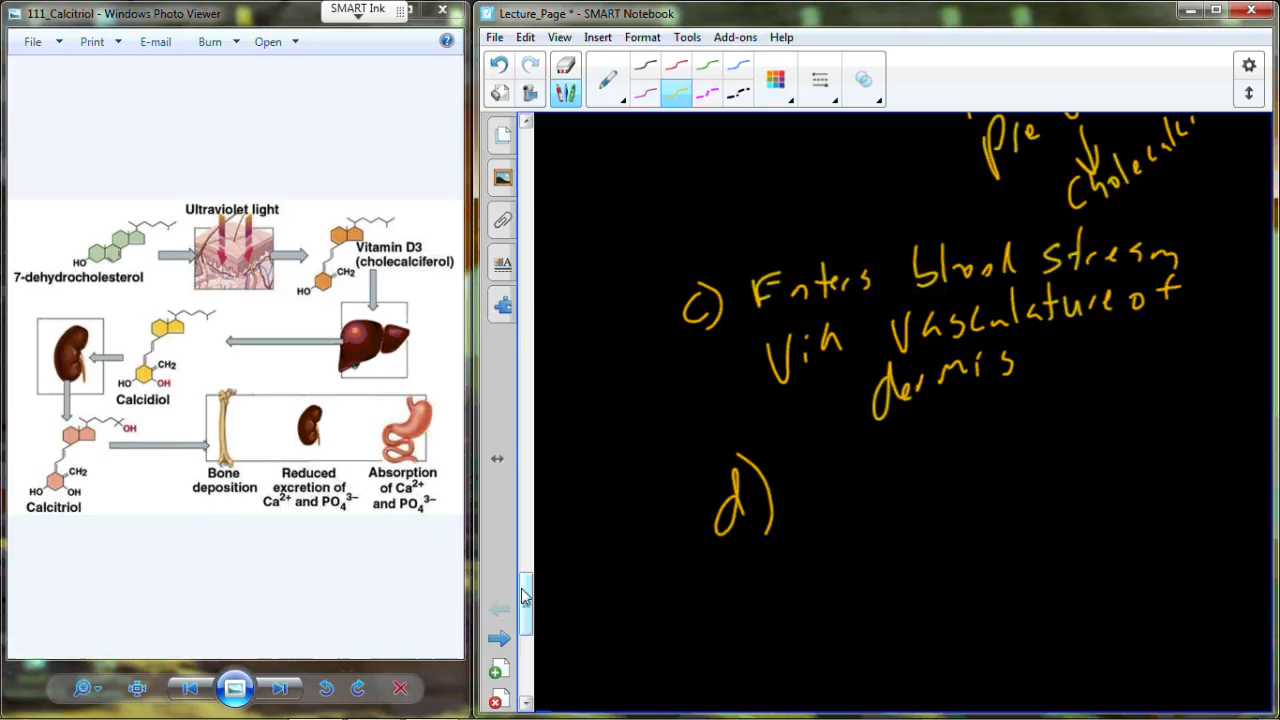 111_Calcitriol - Windows Photo Viewer
SMART Ink
File Print E-mail Burn Open
Ultraviolet light
HO
7-dehydrocholesterol
CH2
HO
Vitamin D3
(cholecalciferol)
CH2
HO OH
Calcidiol
OH
CH2
HO OH
Calcitriol
Bone
deposition
Reduced
excretion of
Ca2+ and PO43−
Absorption
of Ca2+
and PO43−
Lecture_Page * - SMART Notebook
File Edit View Insert Format Tools Add-ons Help
Pre
Cholecalci
c) Enters blood stream
Via vasculature of
dermis
d)